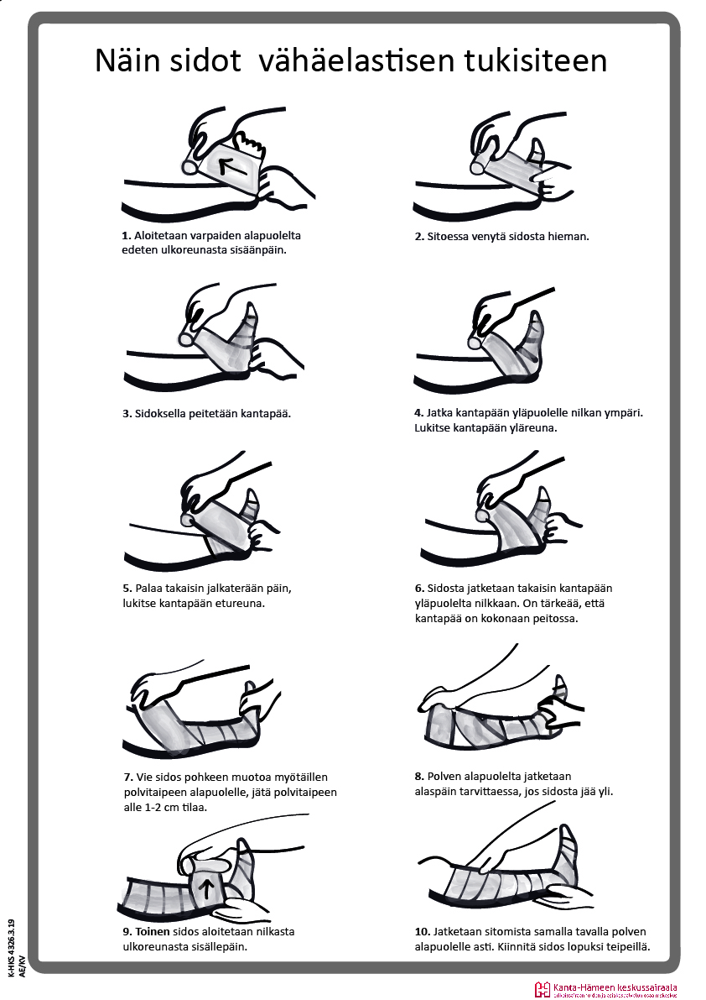 Näin sidot vähäelastisen tukisiteen
1. Aloitetaan varpaiden alapuolelta
edeten ulkoreunasta sisäänpäin.
2. Sitoessa venytä sidosta hieman.
3. Sidoksella peitetään kantapää.
4. Jatka kantapään yläpuolelle nilkan ympäri.
Lukitse kantapään yläreuna.
5. Palaa takaisin jalkaterään päin,
lukitse kantapään etureuna.
6. Sidosta jatketaan takaisin kantapään
yläpuolelta nilkkaan. On tärkeää, että
kantapää on kokonaan peitossa.
7. Vie sidos pohkeen muotoa myötäillen
polvitaipeen alapuolelle, jätä polvitaipeen
alle 1-2 cm tilaa.
8. Polven alapuolelta jatketaan
alaspäin tarvittaessa, jos sidosta jää yli.
9. Toinen sidos aloitetaan nilkasta
ulkoreunasta sisällepäin.
10. Jatketaan sitomista samalla tavalla polven
alapuolelle asti. Kiinnitä sidos lopuksi teipeillä.
K-HKS 4326.3.19
AE/KV
Kanta-Hämeen keskussairaala